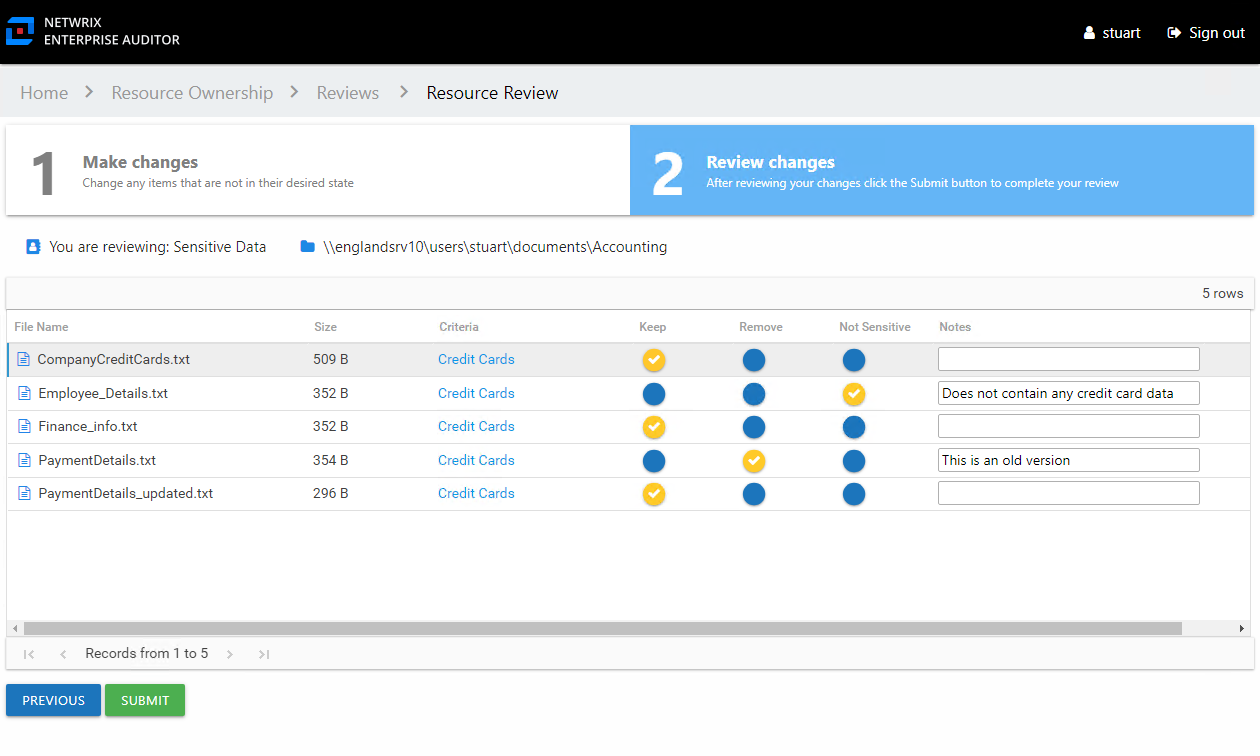 NETWRIX
ENTERPRISE AUDITOR
stuart Sign out
Home Resource Ownership Reviews Resource Review
1 Make changes
Change any items that are not in their desired state
2 Review changes
After reviewing your changes click the Submit button to complete your review
You are reviewing: Sensitive Data \\englandsrv10\users\stuart\documents\Accounting
5 rows
File Name Size Criteria Keep Remove Not Sensitive Notes
CompanyCreditCards.txt 509 B Credit Cards
Employee_Details.txt 352 B Credit Cards Does not contain any credit card data
Finance_info.txt 352 B Credit Cards
PaymentDetails.txt 354 B Credit Cards This is an old version
PaymentDetails_updated.txt 296 B Credit Cards
Records from 1 to 5
PREVIOUS SUBMIT